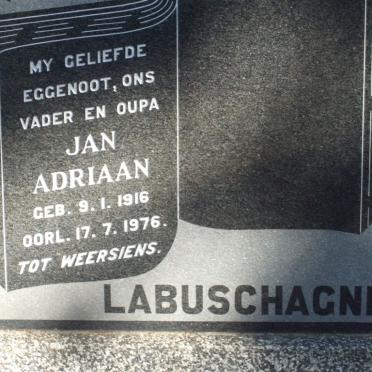 MY GELIEFDE
EGGENOOT, ONS
VADER EN OUPA
JAN
ADRIAAN
GEB. 9. 1. 1916
OORL. 17. 7. 1976.
TOT WEERSIENS.
LABUSCHAGN